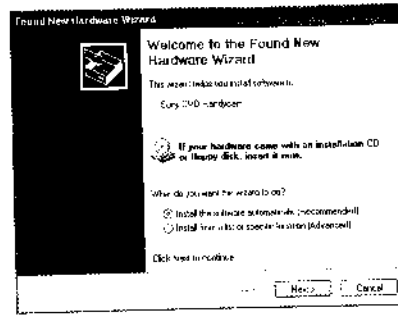 Found New Hardware Wizard
Welcome to the Found New
Hardware Wizard
This wizard helps you install software for:
Sony DVD Handycam
If your hardware came with an installation CD
or floppy disk, insert it now.
What do you want the wizard to do?
Install the software automatically (Recommended)
Install from a list or specific location (Advanced)
Click Next to continue
Next >
Cancel